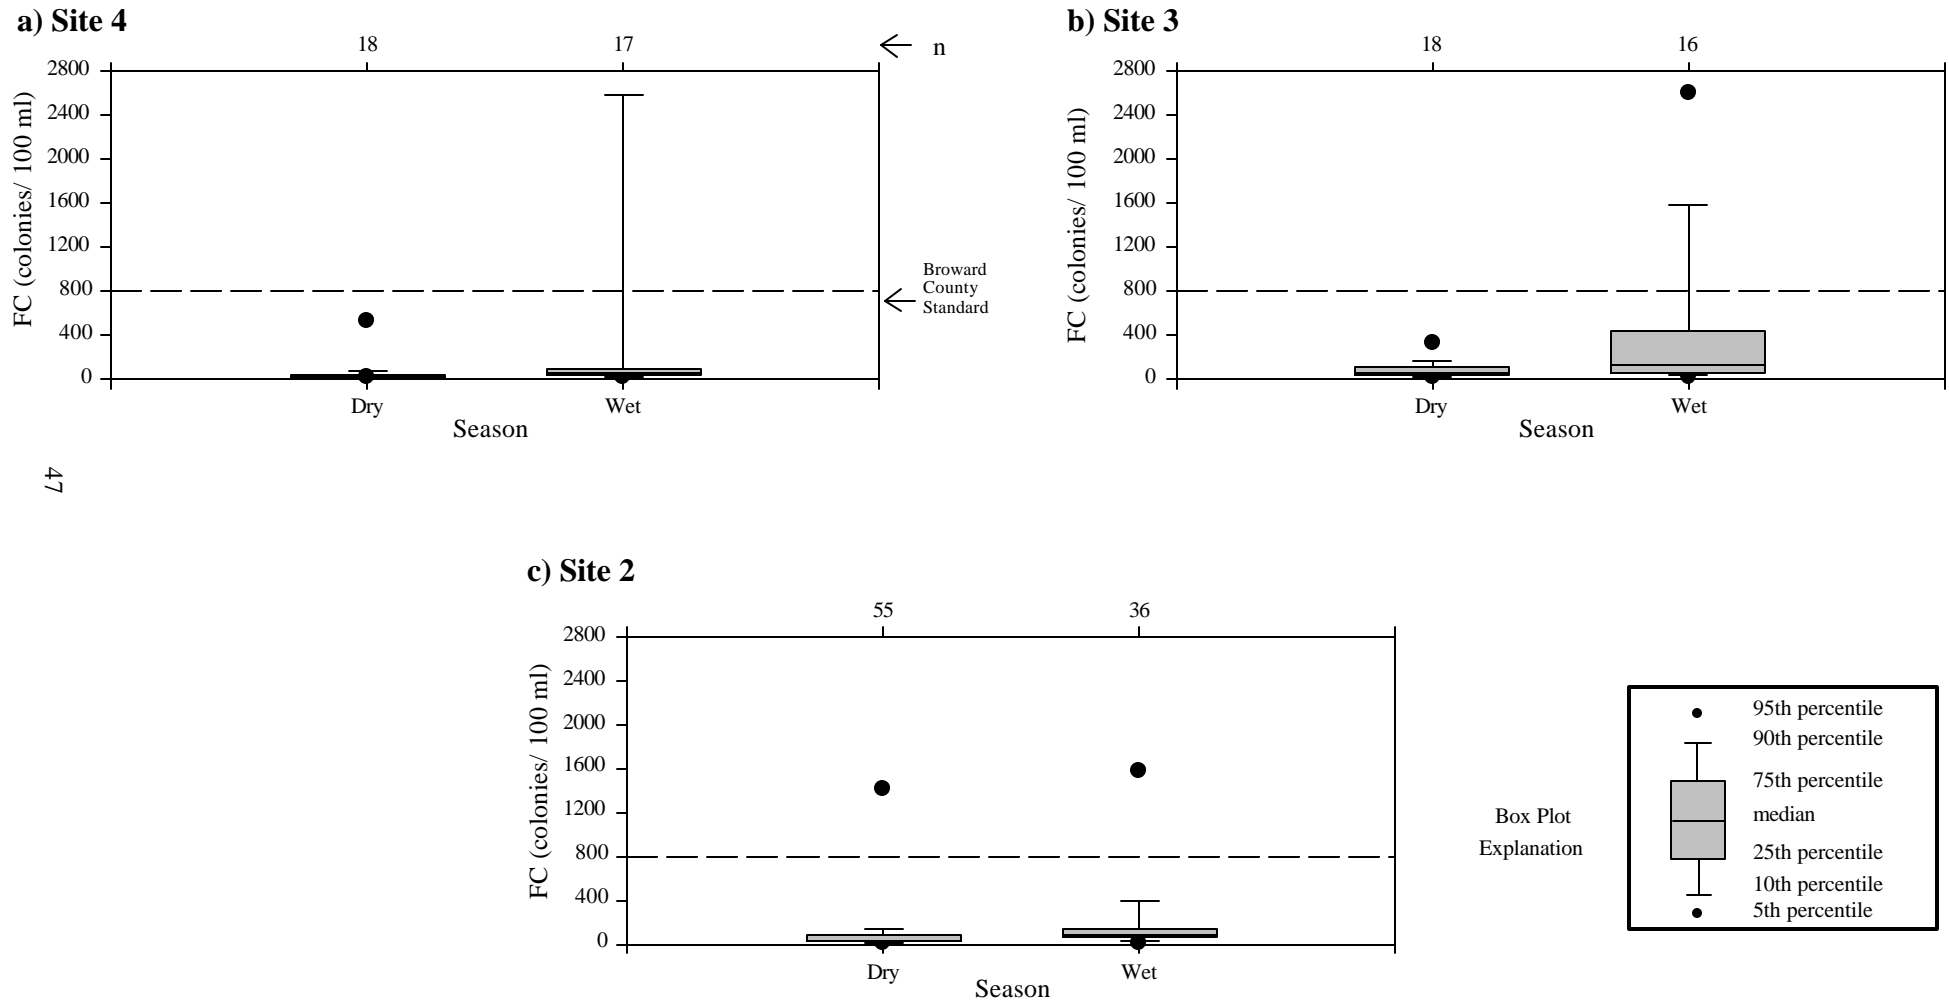 a) Site 4
18 17 n
2800
2400
2000
1600
1200
800
400
0
FC (colonies/ 100 ml)
Broward
County
Standard
Dry Wet
Season
b) Site 3
18 16
2800
2400
2000
1600
1200
800
400
0
FC (colonies/ 100 ml)
Dry Wet
Season
47
c) Site 2
55 36
2800
2400
2000
1600
1200
800
400
0
FC (colonies/ 100 ml)
Dry Wet
Season
Box Plot
Explanation
95th percentile
90th percentile
75th percentile
median
25th percentile
10th percentile
5th percentile